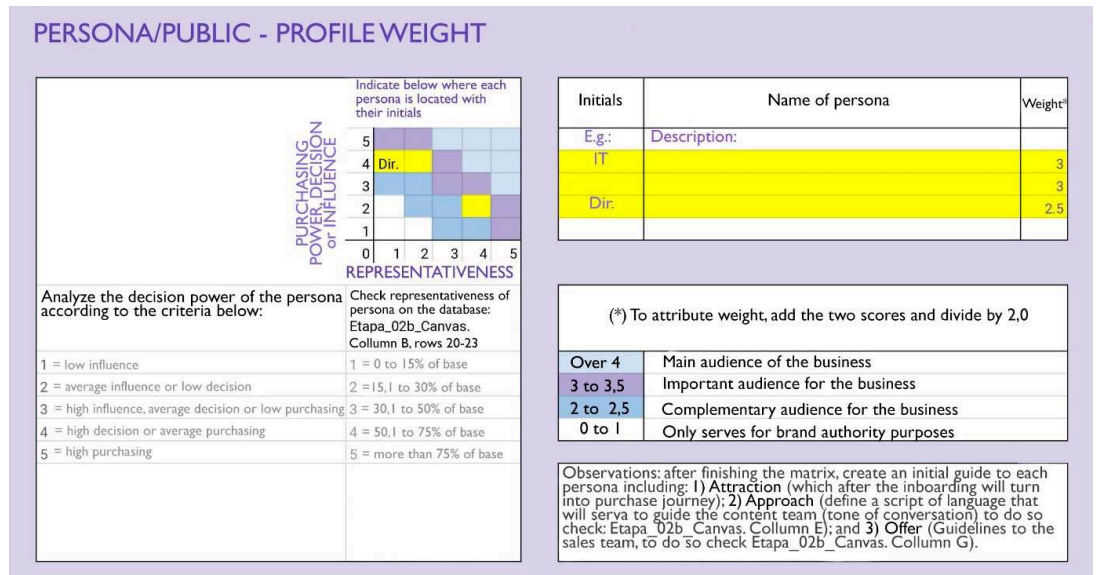 PERSONA/PUBLIC - PROFILE WEIGHT
Indicate below where each
persona is located with
their initials
PURCHASING
POWER, DECISION
or INFLUENCE
5
4 Dir.
3
2
1
0 1 2 3 4 5
REPRESENTATIVENESS
Analyze the decision power of the persona
according to the criteria below:
Check representativeness of
persona on the database:
Etapa_02b_Canvas.
Collumn B, rows 20-23
1 = low influence
1 = 0 to 15% of base
2 = average influence or low decision
2 =15,1 to 30% of base
3 = high influence, average decision or low purchasing
3 = 30,1 to 50% of base
4 = high decision or average purchasing
4 = 50,1 to 75% of base
5 = high purchasing
5 = more than 75% of base
Initials Name of persona Weight*
E.g.: Description:
IT 3
3
Dir. 2.5
(*) To attribute weight, add the two scores and divide by 2,0
Over 4 Main audience of the business
3 to 3,5 Important audience for the business
2 to 2,5 Complementary audience for the business
0 to 1 Only serves for brand authority purposes
Observations: after finishing the matrix, create an initial guide to each
persona including: 1) Attraction (which after the inboarding will turn
into purchase journey); 2) Approach (define a script of language that
will serva to guide the content team (tone of conversation) to do so
check: Etapa_02b_Canvas. Collumn E); and 3) Offer (Guidelines to the
sales team, to do so check Etapa_02b_Canvas. Collumn G).